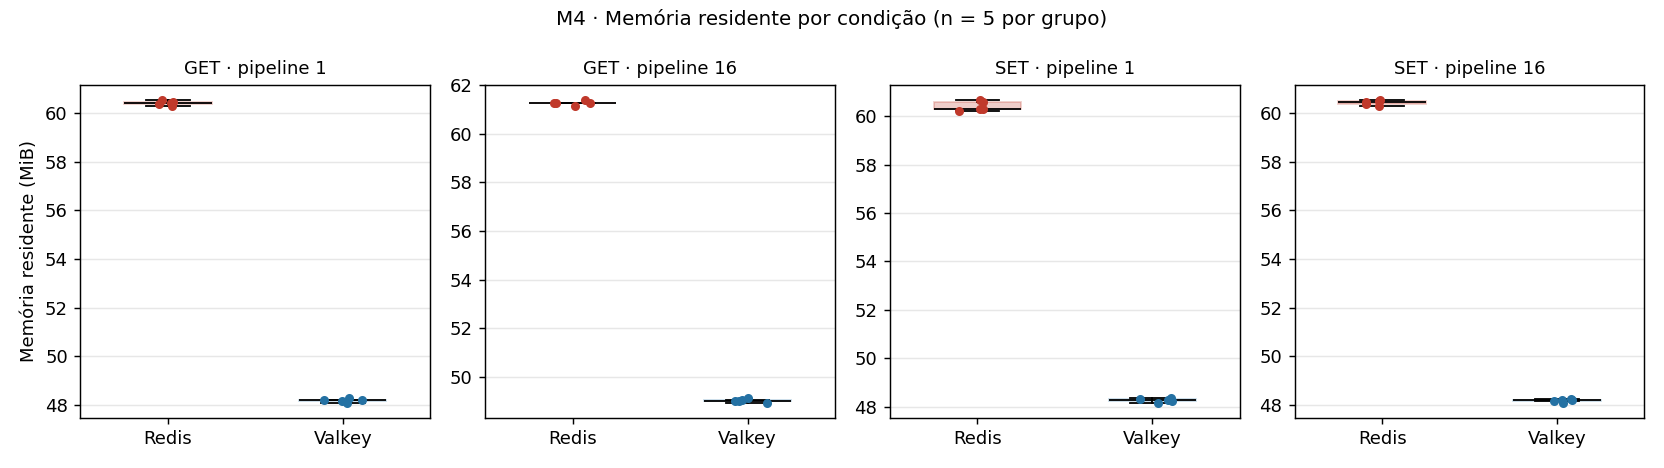 M4 · Memória residente por condição (n = 5 por grupo)
GET · pipeline 1
GET · pipeline 16
SET · pipeline 1
SET · pipeline 16
Memória residente (MiB)
60
58
56
54
52
50
48
Redis
Valkey
62
60
58
56
54
52
50
Redis
Valkey
60
58
56
54
52
50
48
Redis
Valkey
60
58
56
54
52
50
48
Redis
Valkey